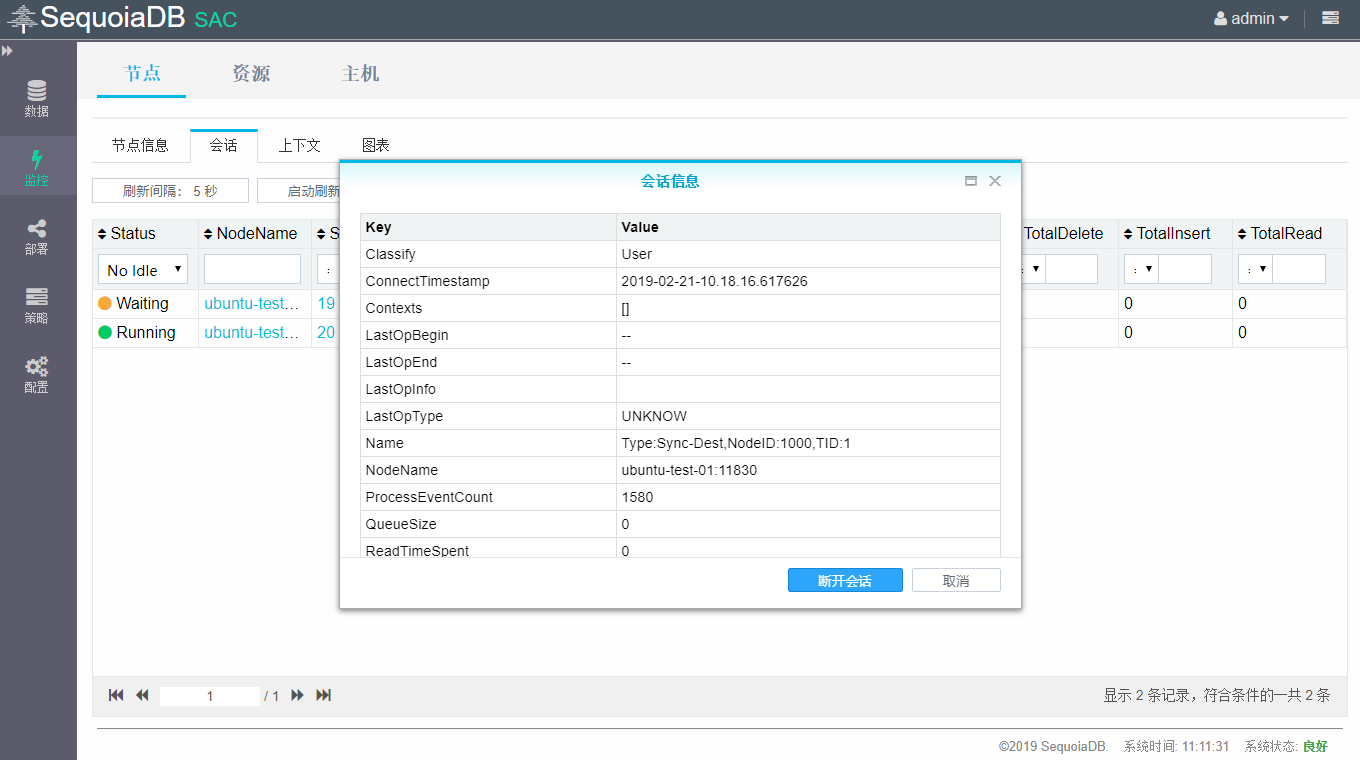 SequoiaDB SAC
admin
节点 资源 主机
数据
监控
部署
策略
配置
节点信息 会话 上下文 图表
刷新间隔： 5 秒 启动刷新
会话信息
Status NodeName S TotalDelete TotalInsert TotalRead
No Idle : : :
Waiting ubuntu-test... 19 0 0
Running ubuntu-test... 20 0 0
Key Value
Classify User
ConnectTimestamp 2019-02-21-10.18.16.617626
Contexts []
LastOpBegin --
LastOpEnd --
LastOpInfo
LastOpType UNKNOW
Name Type:Sync-Dest,NodeID:1000,TID:1
NodeName ubuntu-test-01:11830
ProcessEventCount 1580
QueueSize 0
ReadTimeSpent 0
断开会话 取消
1 / 1
显示 2 条记录，符合条件的一共 2 条
©2019 SequoiaDB. 系统时间: 11:11:31 系统状态: 良好